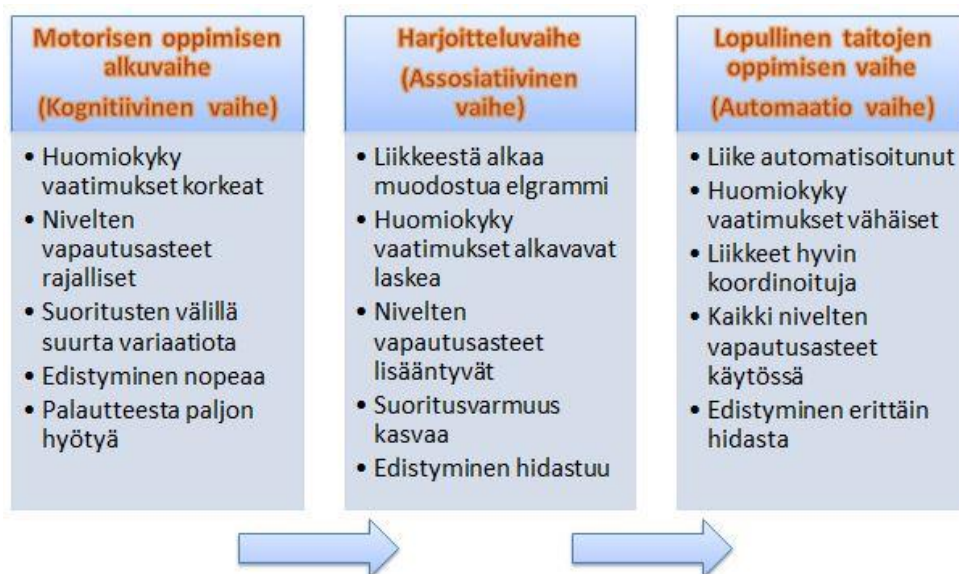 Motorisen oppimisen
alkuvaihe
(Kognitiivinen vaihe)
• Huomiokyky
vaatimukset korkeat
• Nivelten
vapautusasteet
rajalliset
• Suoritusten välillä
suurta variaatiota
• Edistyminen nopeaa
• Palautteesta paljon
hyötyä
Harjoitteluvaihe
(Assosiatiivinen
vaihe)
• Liikkeestä alkaa
muodostua elgrammi
• Huomiokyky
vaatimukset alkavavat
laskea
• Nivelten
vapautusasteet
lisääntyvät
• Suoritusvarmuus
kasvaa
• Edistyminen hidastuu
Lopullinen taitojen
oppimisen vaihe
(Automaatio vaihe)
• Liike automatisoitunut
• Huomiokyky
vaatimukset vähäiset
• Liikkeet hyvin
koordinoituja
• Kaikki nivelten
vapautusasteet
käytössä
• Edistyminen erittäin
hidasta